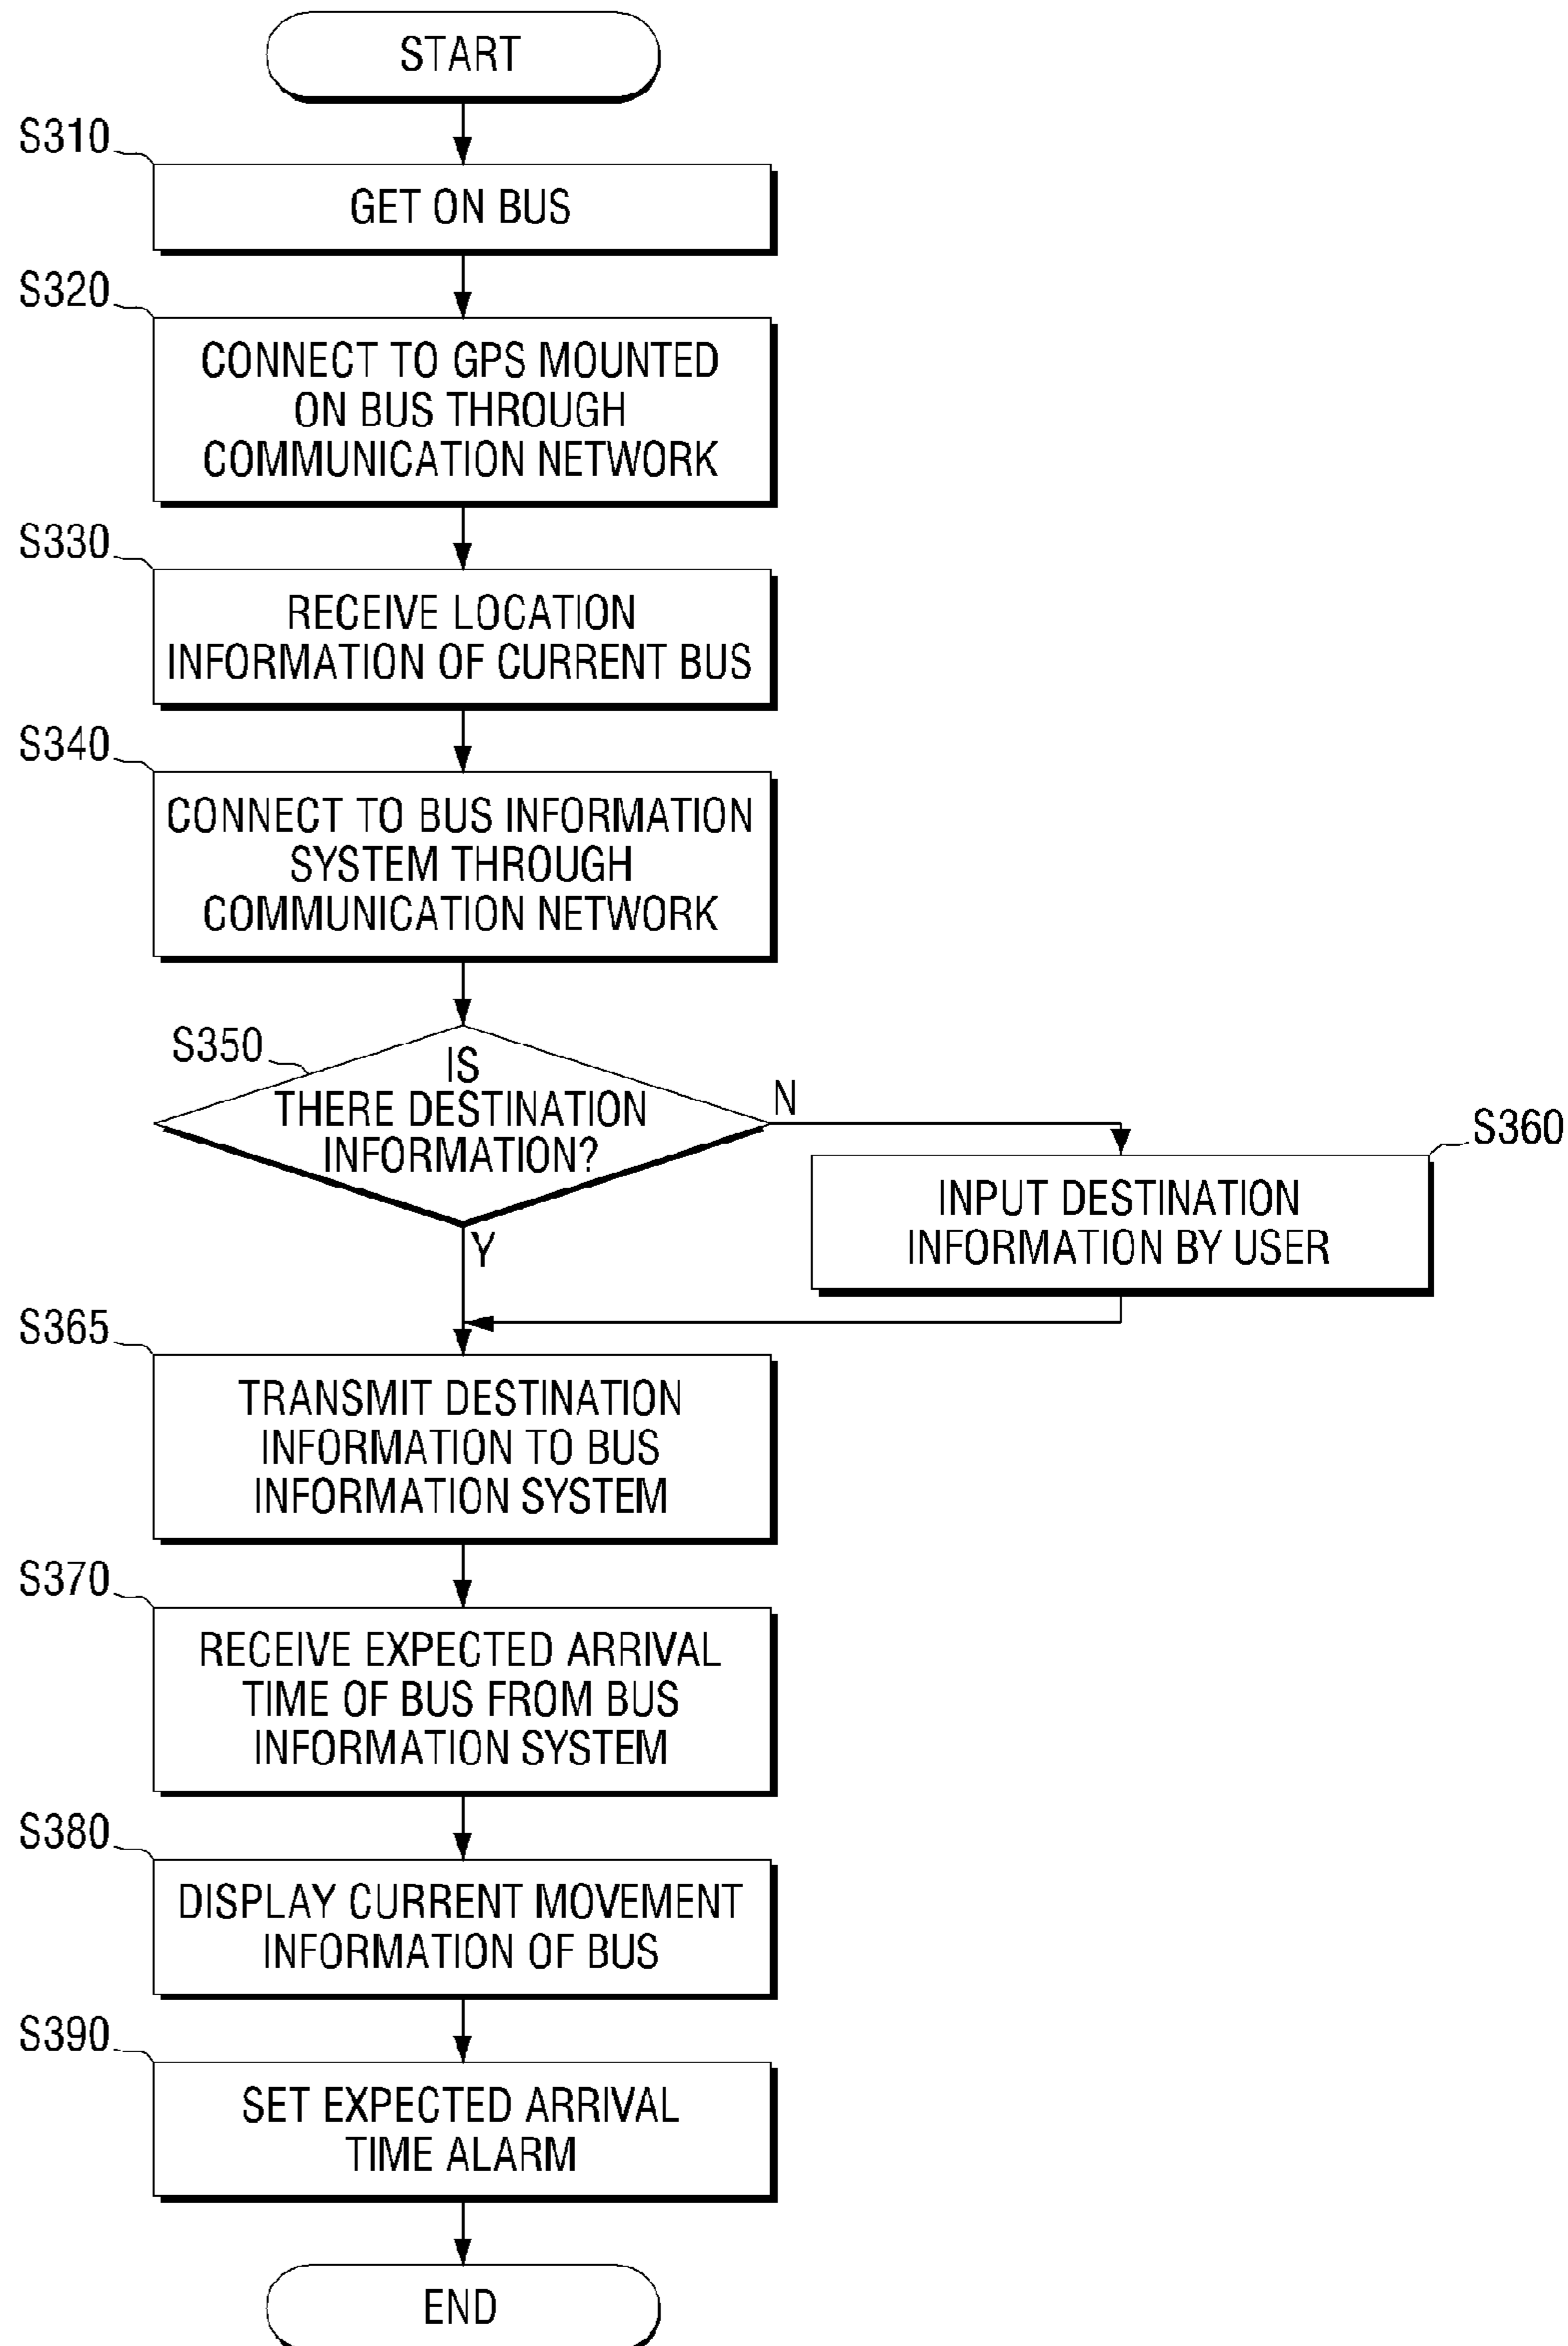 START
S310
GET ON BUS
S320
CONNECT TO GPS MOUNTED
ON BUS THROUGH
COMMUNICATION NETWORK
S330
RECEIVE LOCATION
INFORMATION OF CURRENT BUS
S340
CONNECT TO BUS INFORMATION
SYSTEM THROUGH
COMMUNICATION NETWORK
S350
IS
THERE DESTINATION
INFORMATION?
N
Y
S360
INPUT DESTINATION
INFORMATION BY USER
S365
TRANSMIT DESTINATION
INFORMATION TO BUS
INFORMATION SYSTEM
S370
RECEIVE EXPECTED ARRIVAL
TIME OF BUS FROM BUS
INFORMATION SYSTEM
S380
DISPLAY CURRENT MOVEMENT
INFORMATION OF BUS
S390
SET EXPECTED ARRIVAL
TIME ALARM
END